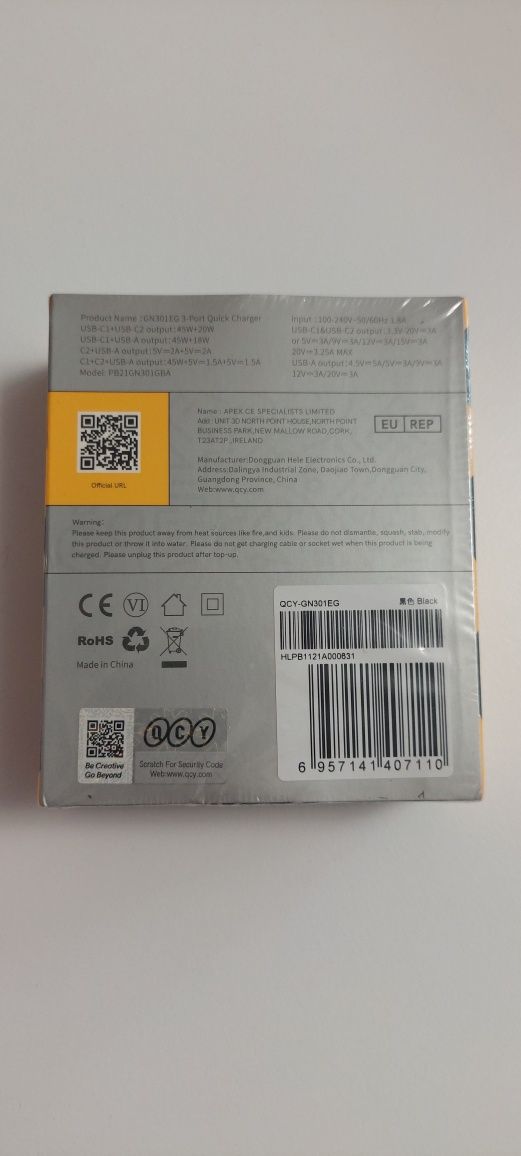 Product Name :GN301EG 3-Port Quick Charger
USB-C1+USB-C2 output:45W+20W
USB-C1+USB-A output:45W+18W
C2+USB-A output:5V⎓2A+5V⎓2A
C1+C2+USB-A output:45W+5V⎓1.5A+5V⎓1.5A
Model: PB21GN301GBA
Input :100-240V~50/60Hz 1.8A
USB-C1&USB-C2 output:3.3V-20V⎓3A
or 5V⎓3A/9V⎓3A/12V⎓3A/15V⎓3A
20V⎓3.25A MAX
USB-A output:4.5V⎓5A/5V⎓3A/9V⎓3A
12V⎓3A/20V⎓3A
Official URL
Name : APEX CE SPECIALISTS LIMITED
Add : UNIT 3D NORTH POINT HOUSE,NORTH POINT
BUSINESS PARK,NEW MALLOW ROAD,CORK,
T23AT2P ,IRELAND
EU REP
Manufacturer:Dongguan Hele Electronics Co., Ltd.
Address:Dalingya Industrial Zone, Daojiao Town,Dongguan City,
Guangdong Province, China
Web:www.qcy.com
Warning:
Please keep this product away from heat sources like fire,and kids. Please do not dismantle, squash, stab, modify
this product or throw it into water. Please do not get charging cable or socket wet when this product is being
charged. Please unplug this product after top-up.
CE VI
RoHS
Made in China
QCY-GN301EG 黑色 Black
HLPB1121A000631
6 957141 407110
Be Creative
Go Beyond
QCY
Scratch For Security Code
Web:www.qcy.com